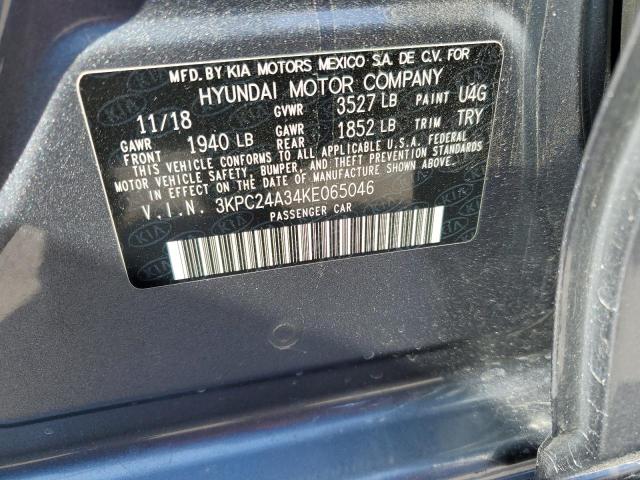 MFD. BY KIA MOTORS MEXICO S.A. DE C.V. FOR
HYUNDAI MOTOR COMPANY
11/18 GVWR 3527 LB PAINT U4G
GAWR FRONT 1940 LB GAWR REAR 1852 LB TRIM TRY
THIS VEHICLE CONFORMS TO ALL APPLICABLE U.S.A. FEDERAL
MOTOR VEHICLE SAFETY, BUMPER, AND THEFT PREVENTION
STANDARDS IN EFFECT ON THE DATE OF MANUFACTURE SHOWN ABOVE.
V.I.N. 3KPC24A34KE065046
PASSENGER CAR
KIA